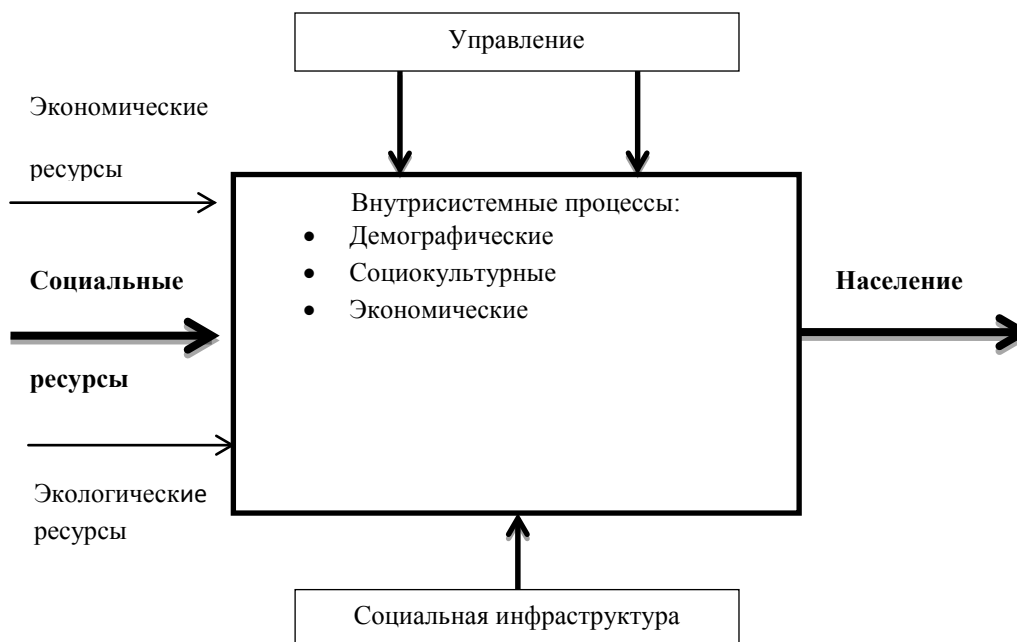 Управление
Экономические
ресурсы
Внутрисистемные процессы:
• Демографические
• Социокультурные
• Экономические
Социальные
ресурсы
Население
Экологические
ресурсы
Социальная инфраструктура